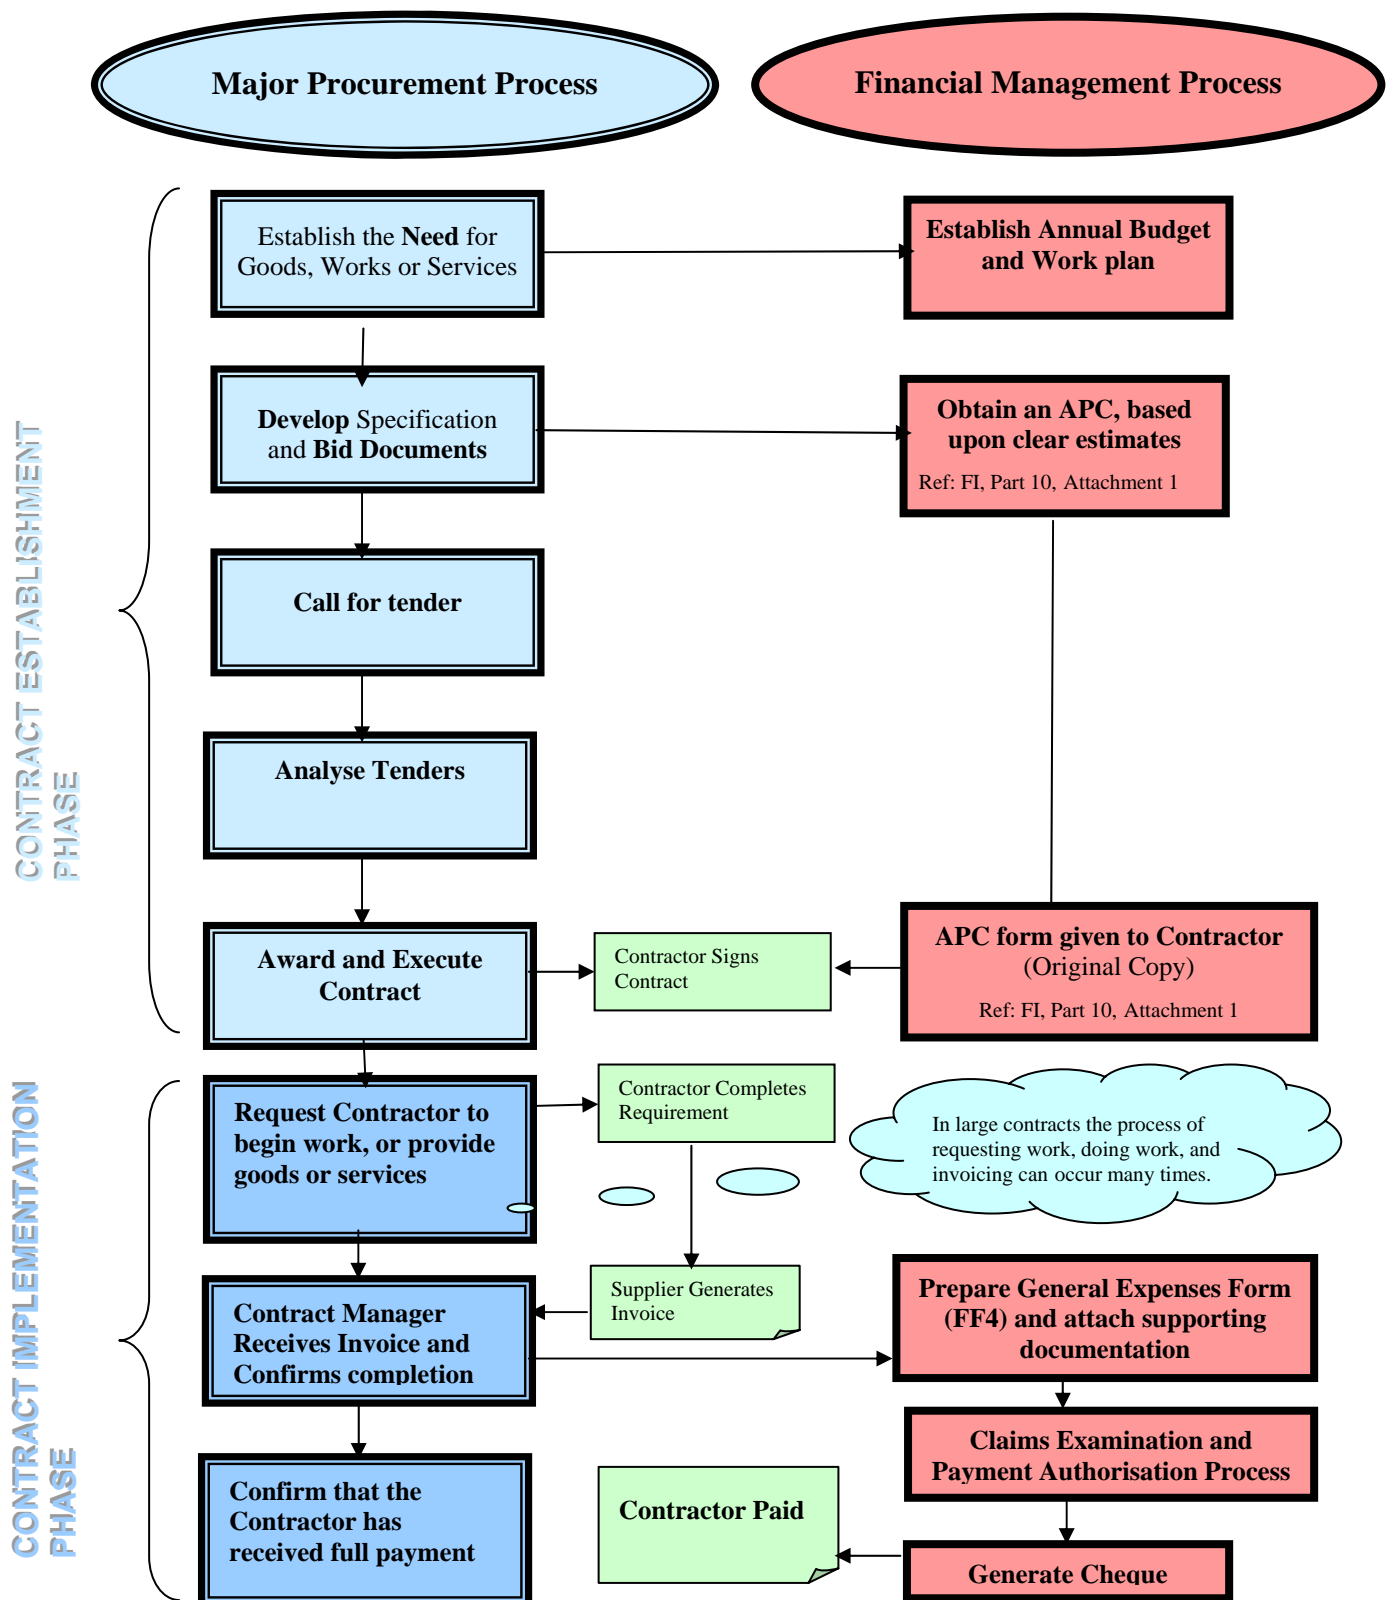 Major Procurement Process
Financial Management Process
CONTRACT ESTABLISHMENT
PHASE
Establish the Need for
Goods, Works or Services
Establish Annual Budget
and Work plan
Develop Specification
and Bid Documents
Obtain an APC, based
upon clear estimates
Ref: FI, Part 10, Attachment 1
Call for tender
Analyse Tenders
Award and Execute
Contract
Contractor Signs
Contract
APC form given to Contractor
(Original Copy)
Ref: FI, Part 10, Attachment 1
CONTRACT IMPLEMENTATION
PHASE
Request Contractor to
begin work, or provide
goods or services
Contractor Completes
Requirement
In large contracts the process of
requesting work, doing work, and
invoicing can occur many times.
Contract Manager
Receives Invoice and
Confirms completion
Supplier Generates
Invoice
Prepare General Expenses Form
(FF4) and attach supporting
documentation
Claims Examination and
Payment Authorisation Process
Confirm that the
Contractor has
received full payment
Contractor Paid
Generate Cheque